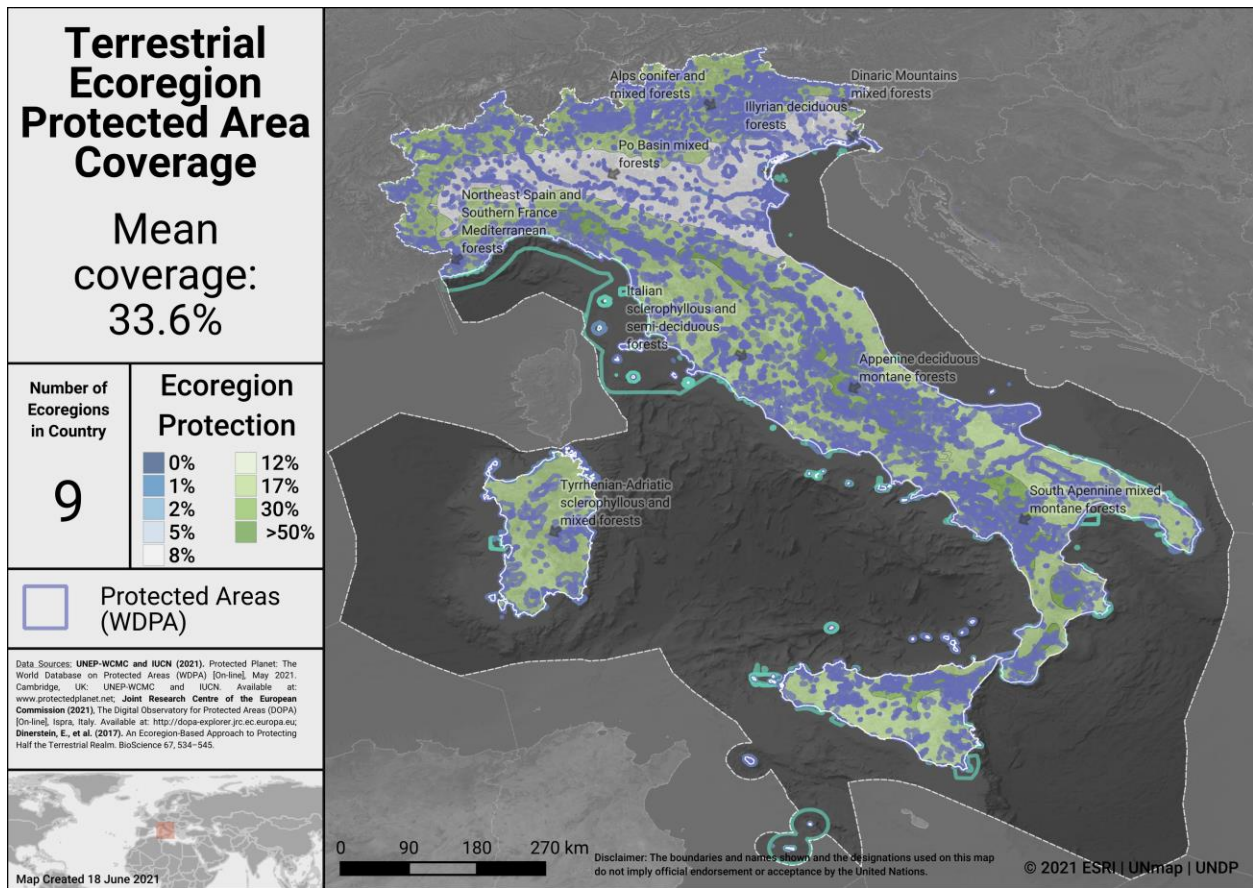 Terrestrial
Ecoregion
Protected Area
Coverage
Mean
coverage:
33.6%
Number of
Ecoregions
in Country
9
Ecoregion
Protection
0%
1%
2%
5%
8%
12%
17%
30%
>50%
Protected Areas
(WDPA)
Data Sources: UNEP-WCMC and IUCN (2021). Protected Planet: The
World Database on Protected Areas (WDPA) [On-line], May 2021.
Cambridge, UK: UNEP-WCMC and IUCN. Available at:
www.protectedplanet.net; Joint Research Centre of the European
Commission (2021), The Digital Observatory for Protected Areas (DOPA)
[On-line], Ispra, Italy. Available at: http://dopa-explorer.jrc.ec.europa.eu;
Dinerstein, E., et al. (2017). An Ecoregion-Based Approach to Protecting
Half the Terrestrial Realm. BioScience 67, 534–545.
Map Created 18 June 2021
Alps conifer and
mixed forests
Dinaric Mountains
mixed forests
Illyrian deciduous
forests
Po Basin mixed
forests
Northeast Spain and
Southern France
Mediterranean
forests
Italian
sclerophyllous and
semi-deciduous
forests
Appenine deciduous
montane forests
Tyrrhenian-Adriatic
sclerophyllous and
mixed forests
South Apennine mixed
montane forests
0 90 180 270 km
Disclaimer: The boundaries and names shown and the designations used on this map
do not imply official endorsement or acceptance by the United Nations.
© 2021 ESRI | UNmap | UNDP